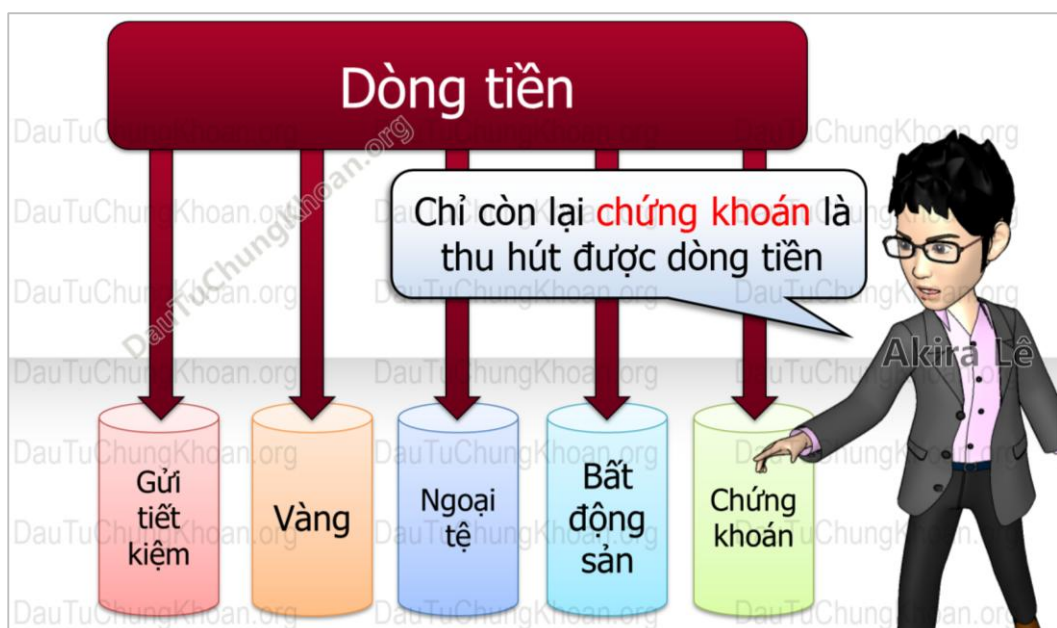 Dòng tiền
Chỉ còn lại chứng khoán là
thu hút được dòng tiền
Akira Lê
Gửi
tiết
kiệm
Vàng
Ngoại
tệ
Bất
động
sản
Chứng
khoán
DauTuChungKhoan.org